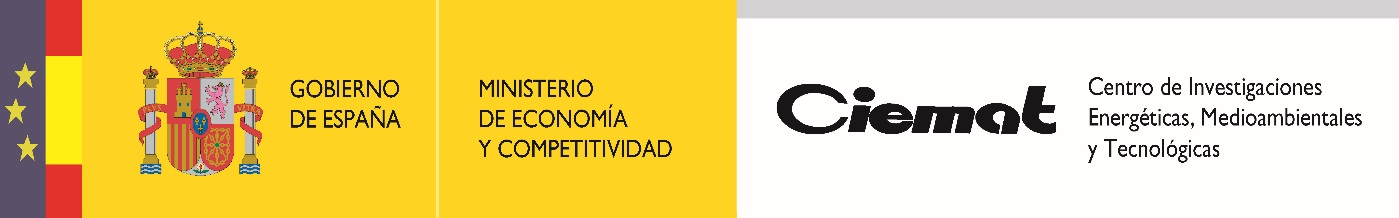 GOBIERNO
DE ESPAÑA
MINISTERIO
DE ECONOMÍA
Y COMPETITIVIDAD
Ciemat
Centro de Investigaciones
Energéticas, Medioambientales
y Tecnológicas